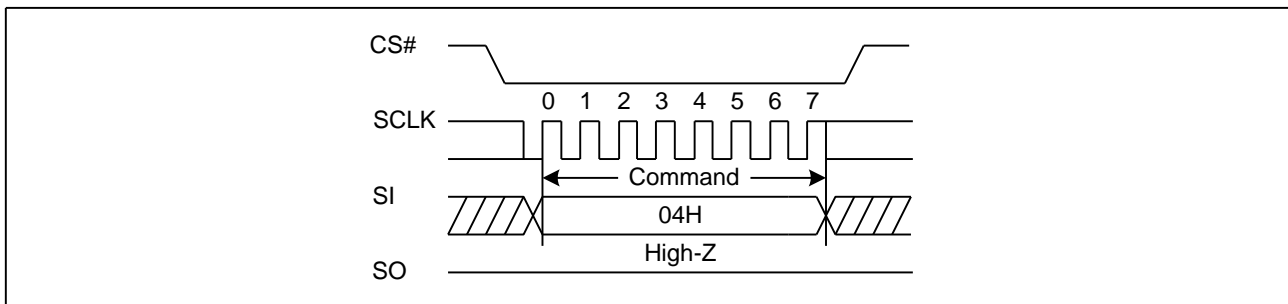 CS#
0 1 2 3 4 5 6 7
SCLK
Command
SI
04H
High-Z
SO